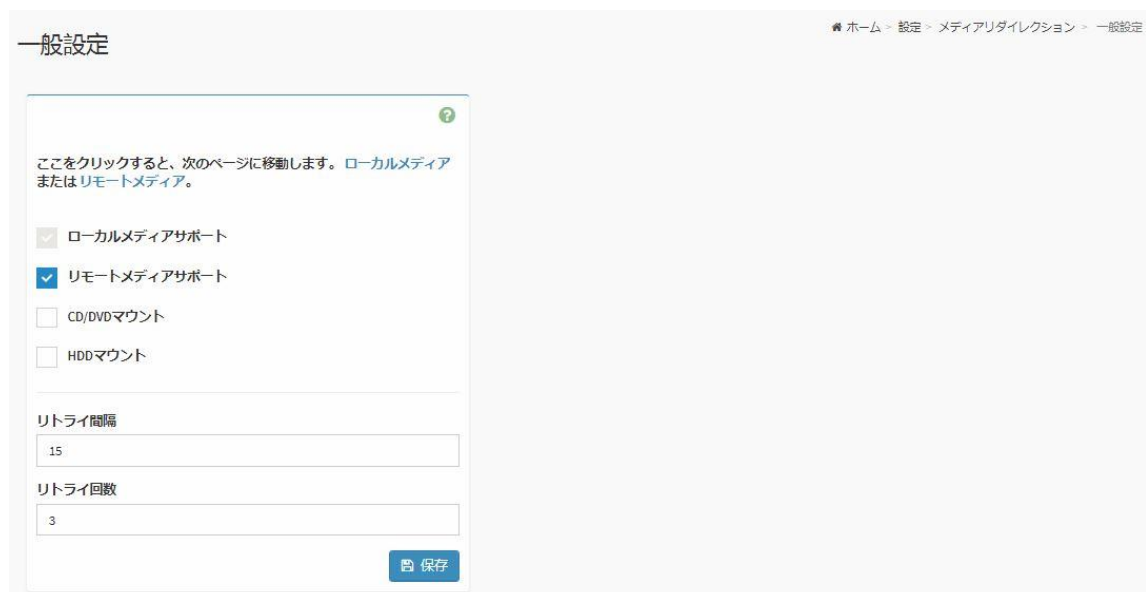 ホーム > 設定 > メディアリダイレクション > 一般設定
一般設定
ここをクリックすると、次のページに移動します。 ローカルメディア
または リモートメディア。
ローカルメディアサポート
リモートメディアサポート
CD/DVDマウント
HDDマウント
リトライ間隔
15
リトライ回数
3
保存